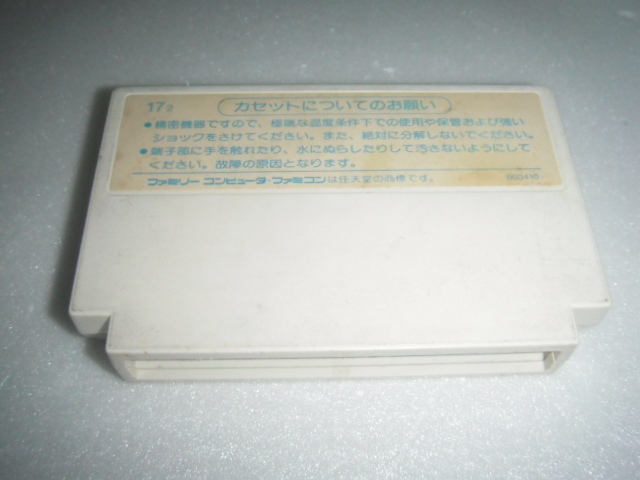 17₂
カセットについてのお願い
●精密機器ですので、極端な温度条件下での使用や保管および強い
ショックをさけてください。また、絶対に分解しないでください。
●端子部に手を触れたり、水にぬらしたりして汚さないようにして
ください。故障の原因となります。
ファミリー コンピュータ・ファミコンは任天堂の商標です。